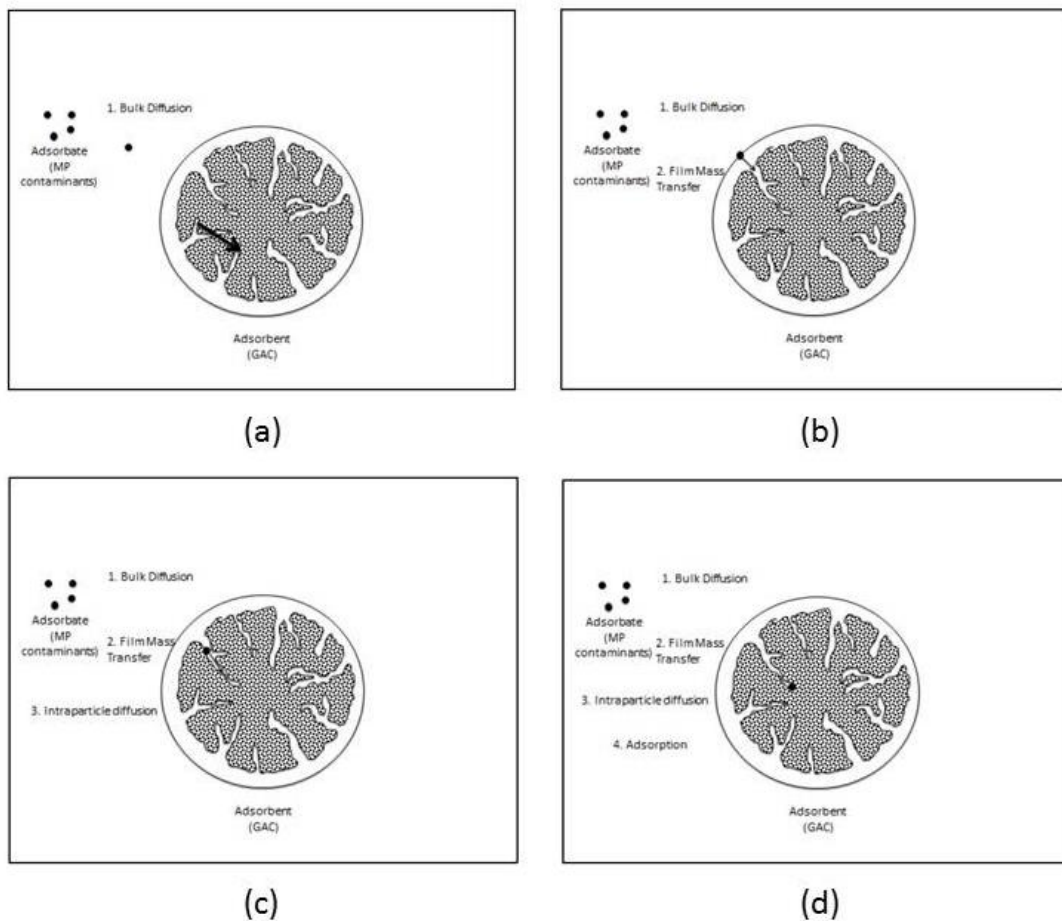 1. Bulk Diffusion
Adsorbate
(MP
contaminants)
Adsorbent
(GAC)
(a)
1. Bulk Diffusion
Adsorbate
(MP
contaminants)
2. Film Mass
Transfer
Adsorbent
(GAC)
(b)
1. Bulk Diffusion
Adsorbate
(MP
contaminants)
2. Film Mass
Transfer
3. Intraparticle diffusion
Adsorbent
(GAC)
(c)
1. Bulk Diffusion
Adsorbate
(MP
contaminants)
2. Film Mass
Transfer
3. Intraparticle diffusion
4. Adsorption
Adsorbent
(GAC)
(d)